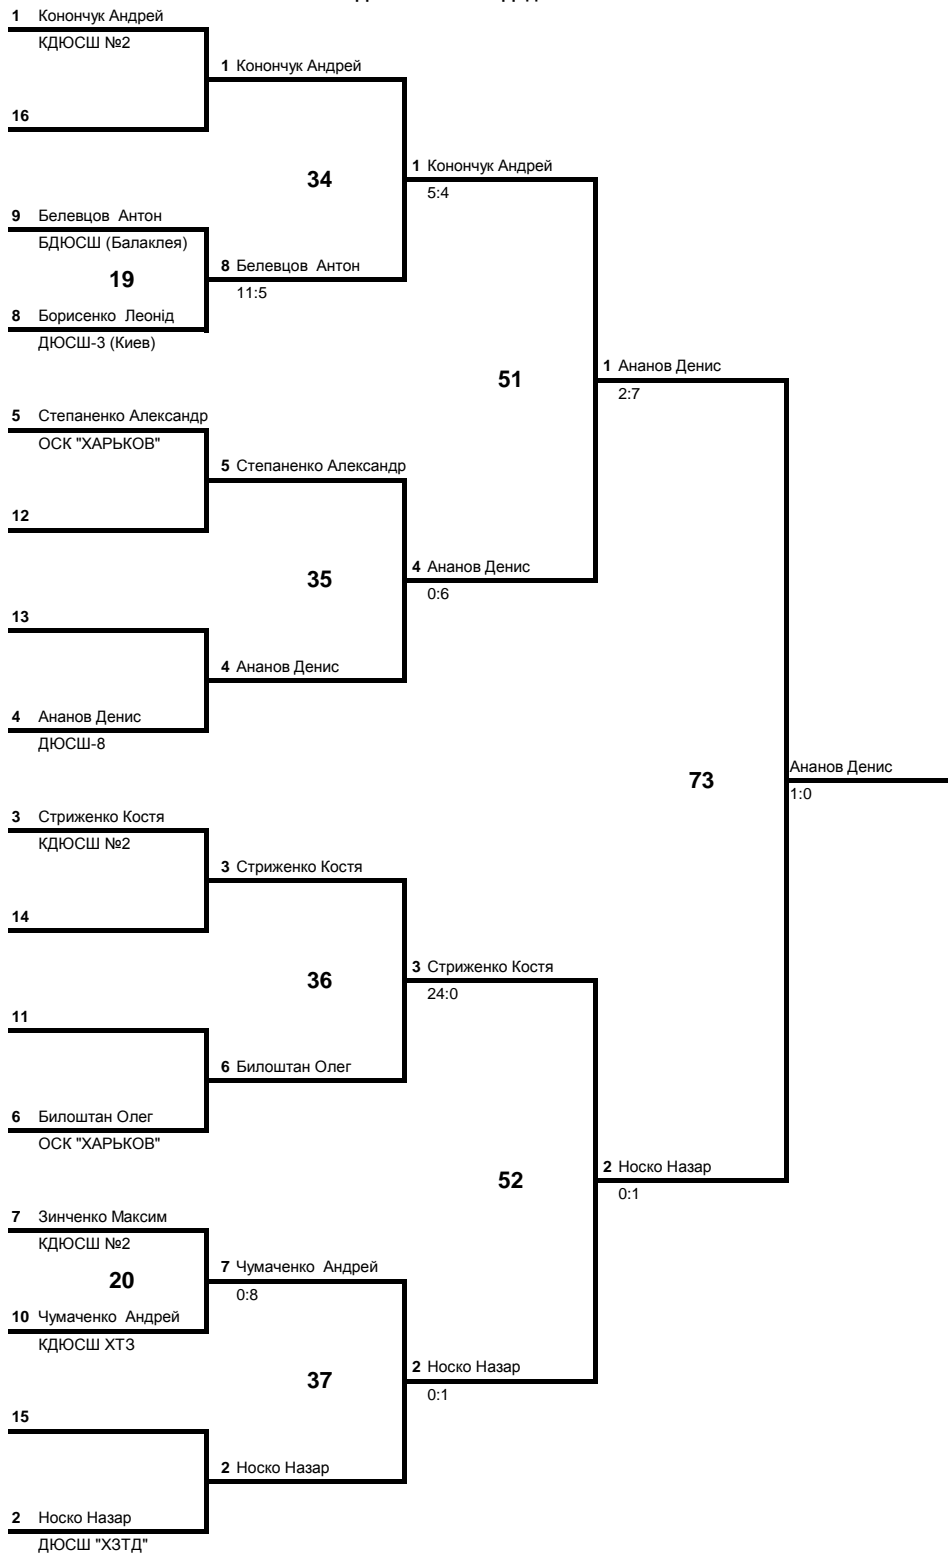 1 Конончук Андрей
КДЮСШ №2
1 Конончук Андрей
16
1 Конончук Андрей
34
5:4
9 Белевцов Антон
БДЮСШ (Балаклея)
8 Белевцов Антон
19
11:5
8 Борисенко Леонід
ДЮСШ-3 (Киев)
1 Ананов Денис
51
2:7
5 Степаненко Александр
ОСК "ХАРЬКОВ"
5 Степаненко Александр
12
4 Ананов Денис
35
0:6
13
4 Ананов Денис
4 Ананов Денис
ДЮСШ-8
Ананов Денис
73
1:0
3 Стриженко Костя
КДЮСШ №2
3 Стриженко Костя
14
3 Стриженко Костя
36
24:0
11
6 Билоштан Олег
6 Билоштан Олег
ОСК "ХАРЬКОВ"
2 Носко Назар
52
0:1
7 Зинченко Максим
КДЮСШ №2
7 Чумаченко Андрей
20
0:8
10 Чумаченко Андрей
КДЮСШ ХТЗ
2 Носко Назар
37
0:1
15
2 Носко Назар
2 Носко Назар
ДЮСШ "ХЗТД"